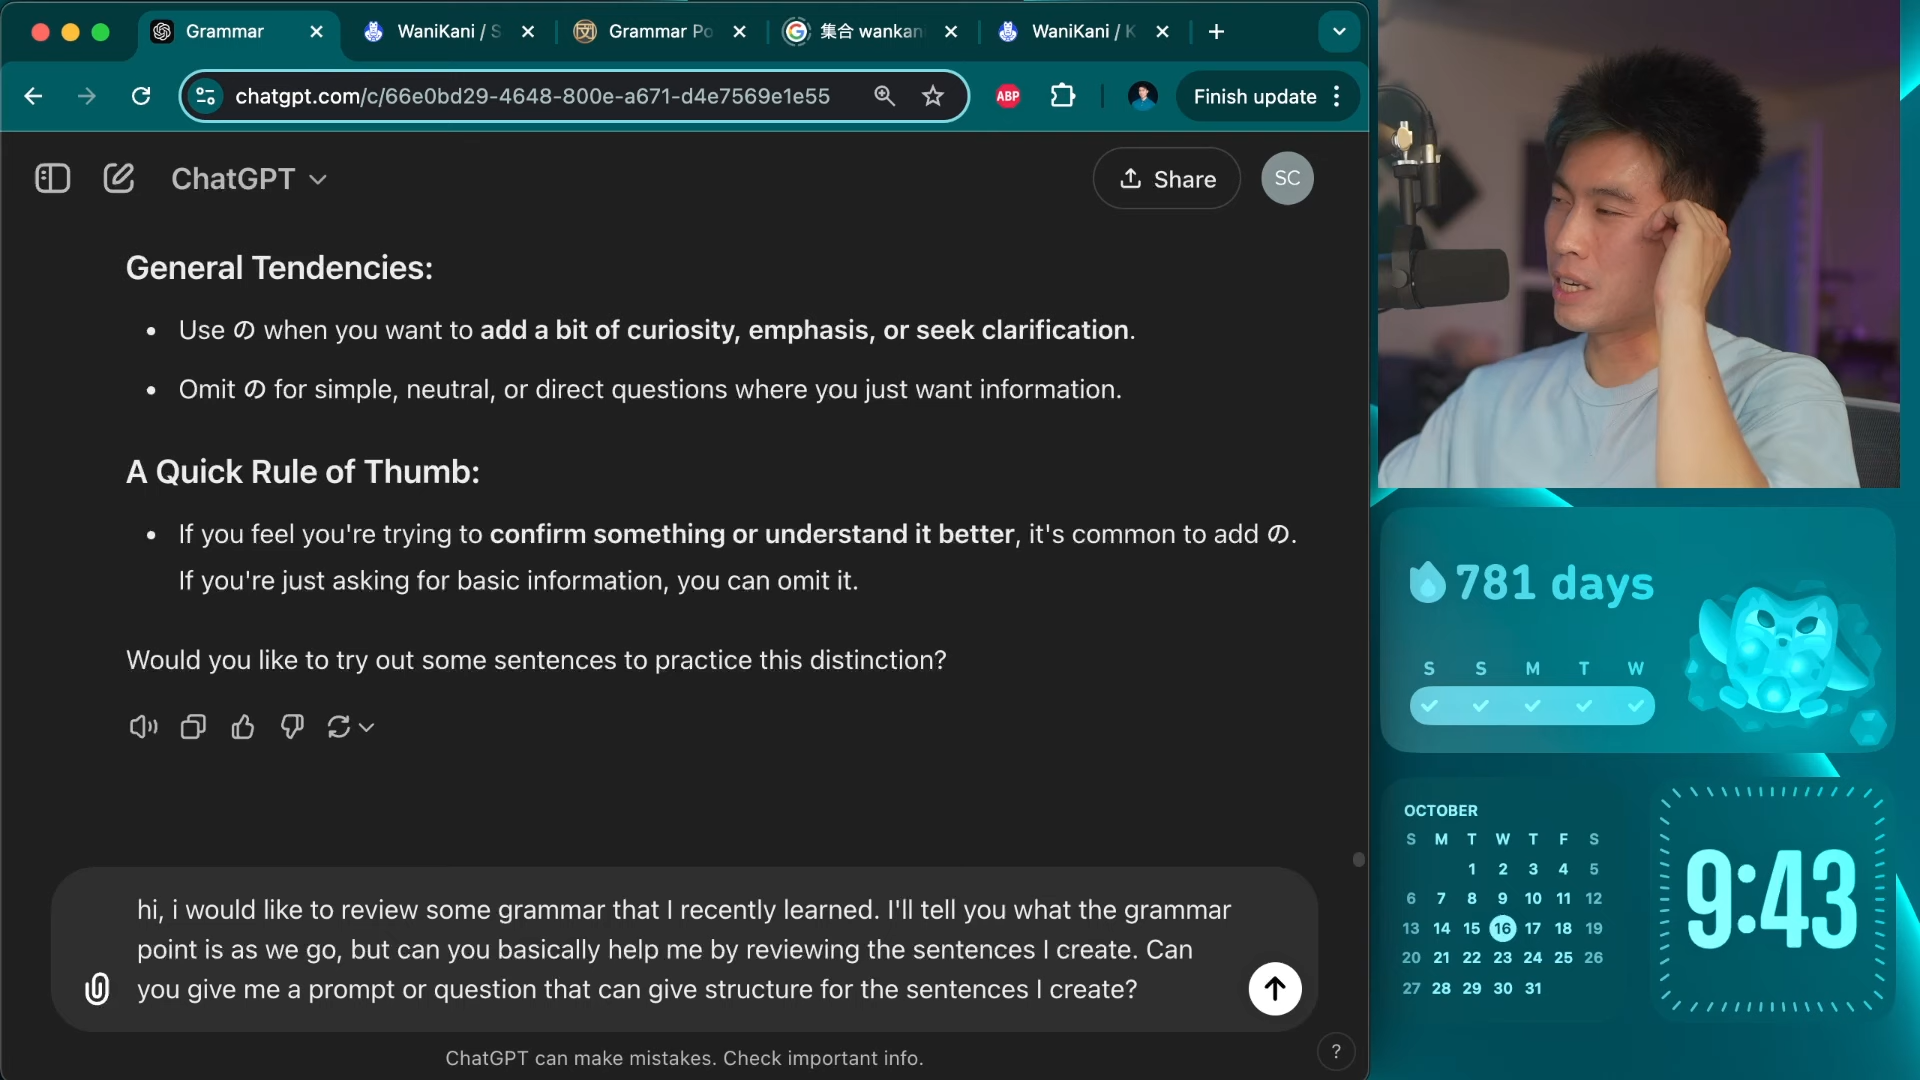 Grammar
WaniKani / S
Grammar Po
集合 wankan
WaniKani / K
chatgpt.com/c/66e0bd29-4648-800e-a671-d4e7569e1e55
ABP
Finish update
ChatGPT
Share
SC
General Tendencies:
• Use の when you want to add a bit of curiosity, emphasis, or seek clarification.
• Omit の for simple, neutral, or direct questions where you just want information.
A Quick Rule of Thumb:
• If you feel you're trying to confirm something or understand it better, it's common to add の.
If you're just asking for basic information, you can omit it.
Would you like to try out some sentences to practice this distinction?
hi, i would like to review some grammar that I recently learned. I'll tell you what the grammar
point is as we go, but can you basically help me by reviewing the sentences I create. Can
you give me a prompt or question that can give structure for the sentences I create?
ChatGPT can make mistakes. Check important info.
?
781 days
S S M T W
OCTOBER
S M T W T F S
1 2 3 4 5
6 7 8 9 10 11 12
13 14 15 16 17 18 19
20 21 22 23 24 25 26
27 28 29 30 31
9:43